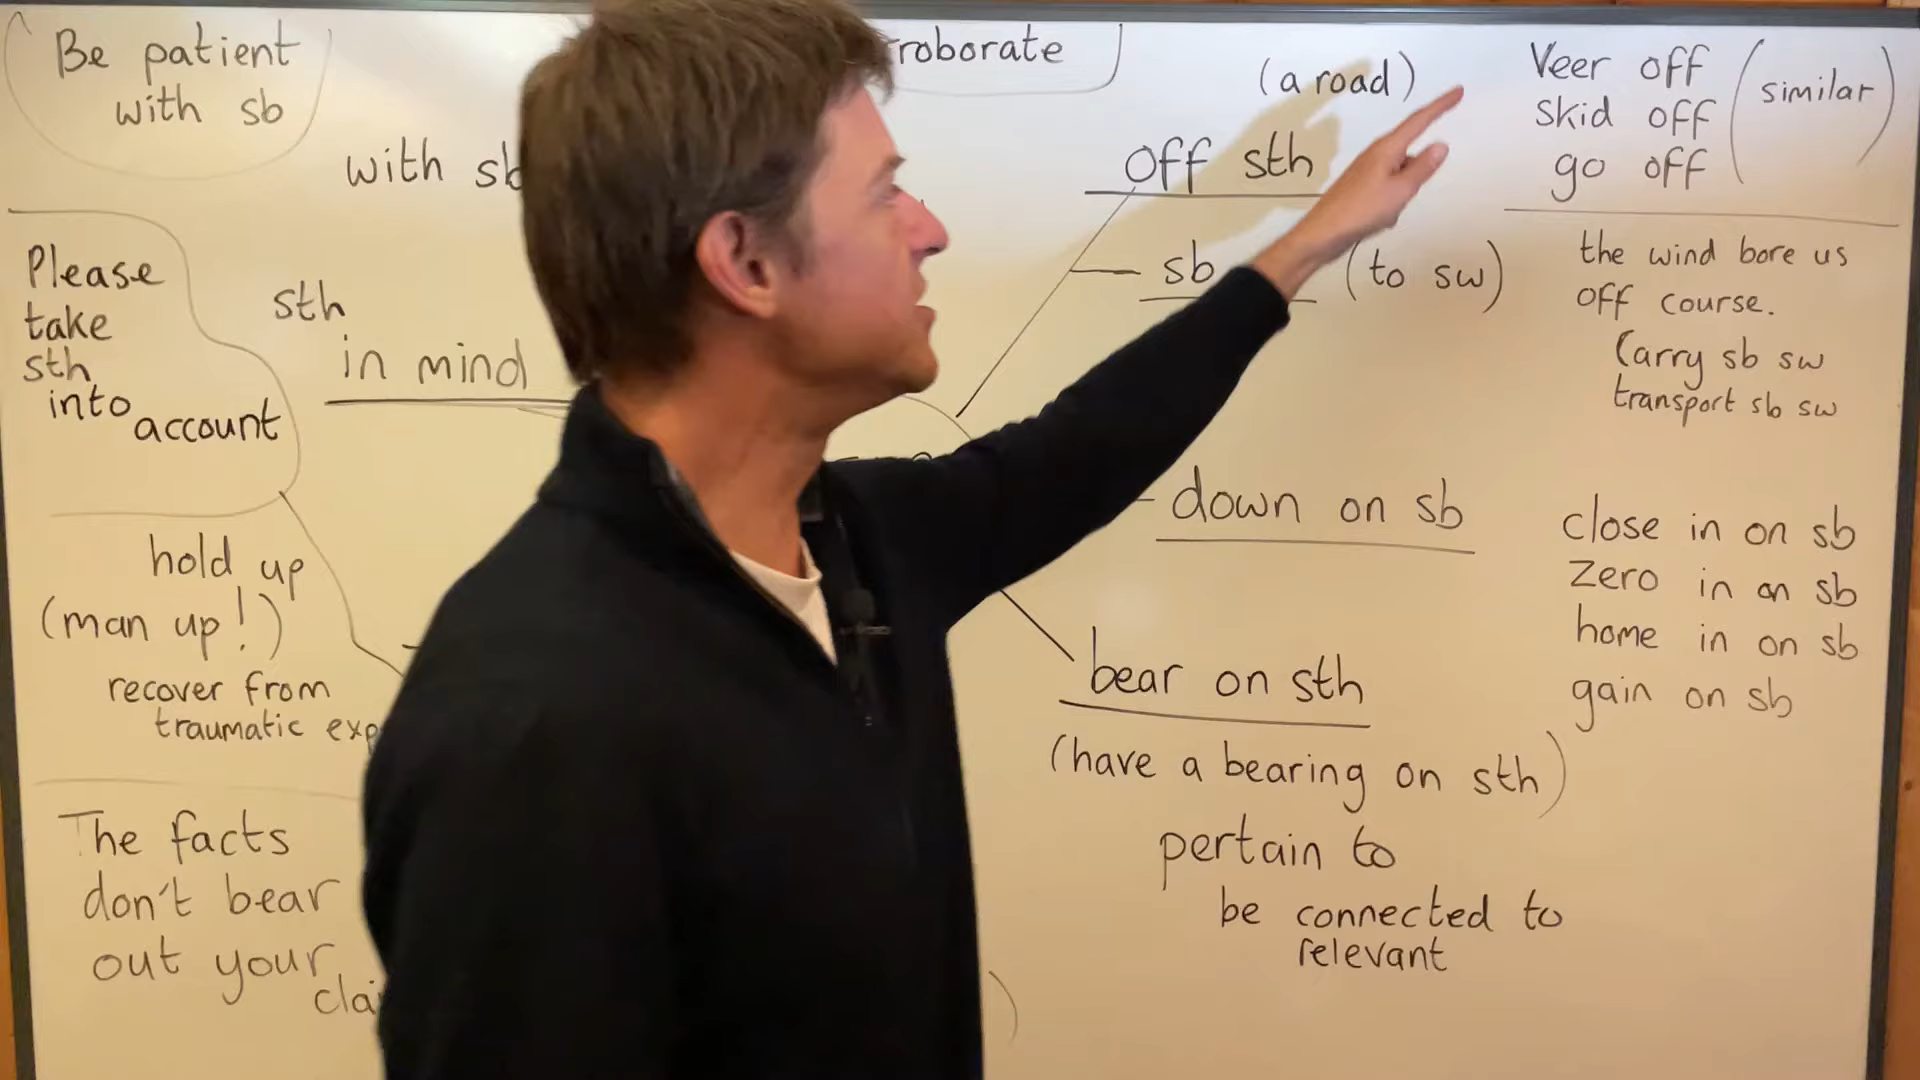 Be patient
with sb
with sb
Please
take
sth
into
account
sth
in mind
hold up
(man up!)
recover from
traumatic
The facts
don't bear
out your
(a road)
off sth
sb
(to sw)
down on sb
bear on sth
(have a bearing on sth)
pertain to
be connected to
relevant
Veer off
skid off
go off
(similar)
the wind bore us
off course.
Carry sb sw
transport sb sw
close in on sb
zero in on sb
home in on sb
gain on sb